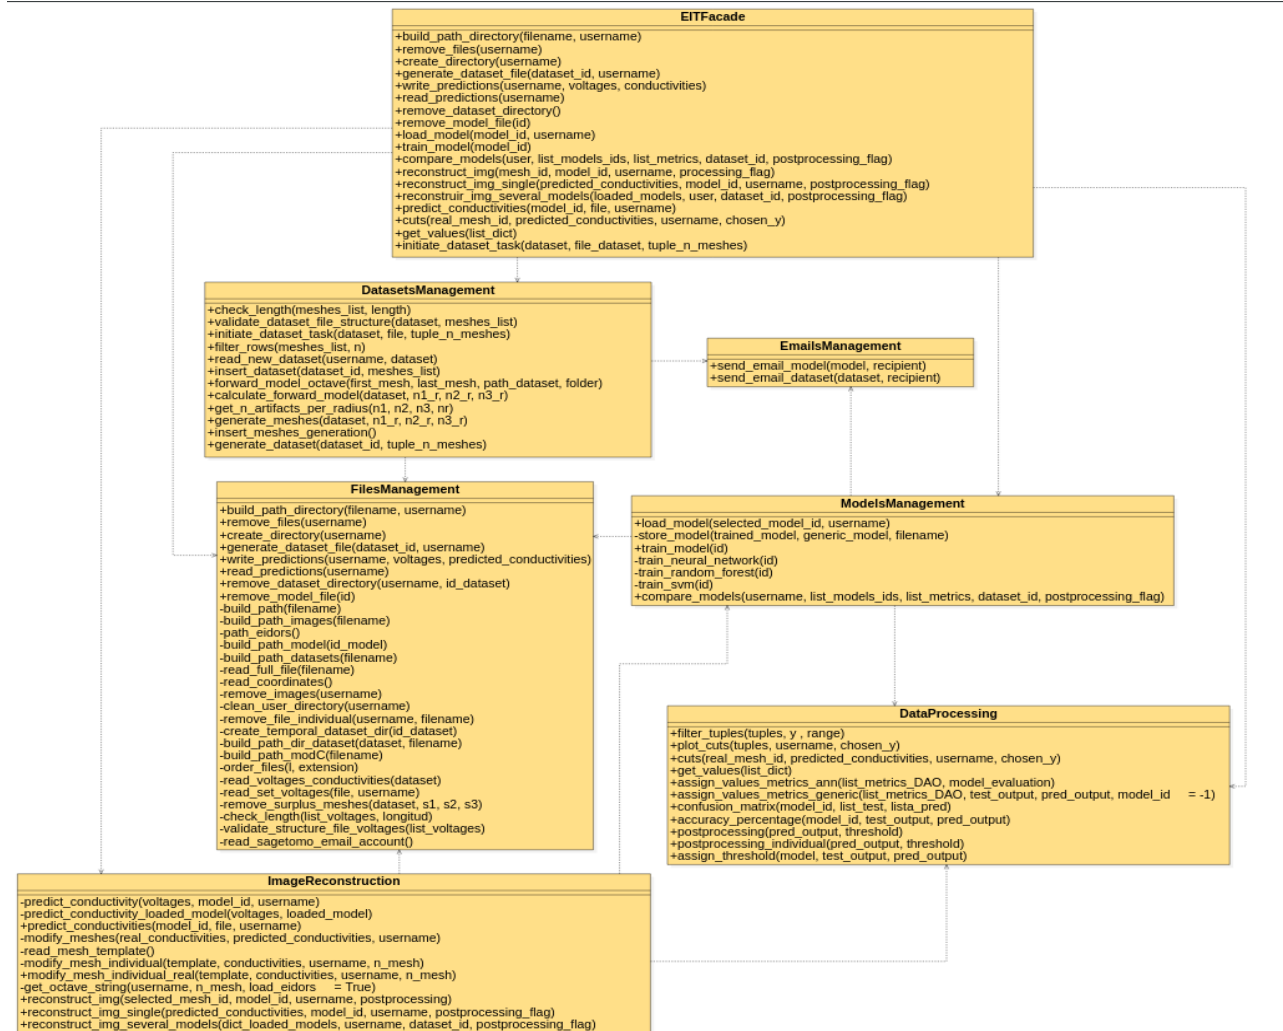 EITFacade
+build_path_directory(filename, username)
+remove_files(username)
+create_directory(username)
+generate_dataset_file(dataset_id, username)
+write_predictions(username, voltages, conductivities)
+read_predictions(username)
+remove_dataset_directory()
+remove_model_file(id)
+load_model(model_id, username)
+train_model(model_id)
+compare_models(user, list_models_ids, list_metrics, dataset_id, postprocessing_flag)
+reconstruct_img(mesh_id, model_id, username, processing_flag)
+reconstruct_img_single(predicted_conductivities, model_id, username, postprocessing_flag)
+reconstruir_img_several_models(loaded_models, user, dataset_id, postprocessing_flag)
+predict_conductivities(model_id, file, username)
+cuts(real_mesh_id, predicted_conductivities, username, chosen_y)
+get_values(list_dict)
+initiate_dataset_task(dataset, file_dataset, tuple_n_meshes)
DatasetsManagement
+check_length(meshes_list, length)
+validate_dataset_file_structure(dataset, meshes_list)
+initiate_dataset_task(dataset, file, tuple_n_meshes)
+filter_rows(meshes_list, n)
+read_new_dataset(username, dataset)
+insert_dataset(dataset_id, meshes_list)
+forward_model_octave(first_mesh, last_mesh, path_dataset, folder)
+calculate_forward_model(dataset, n1_r, n2_r, n3_r)
+get_n_artifacts_per_radius(n1, n2, n3, nr)
+generate_meshes(dataset, n1_r, n2_r, n3_r)
+insert_meshes_generation()
+generate_dataset(dataset_id, tuple_n_meshes)
EmailsManagement
+send_email_model(model, recipient)
+send_email_dataset(dataset, recipient)
FilesManagement
+build_path_directory(filename, username)
+remove_files(username)
+create_directory(username)
+generate_dataset_file(dataset_id, username)
+write_predictions(username, voltages, predicted_conductivities)
+read_predictions(username)
+remove_dataset_directory(username, id_dataset)
+remove_model_file(id)
-build_path(filename)
-build_path_images(filename)
-path_eidors()
-build_path_model(id_model)
-build_path_datasets(filename)
-read_full_file(filename)
-read_coordinates()
-remove_images(username)
-clean_user_directory(username)
-remove_file_individual(username, filename)
-create_temporal_dataset_dir(id_dataset)
-build_path_dir_dataset(dataset, filename)
-build_path_modC(filename)
-order_files(l, extension)
-read_voltages_conductivities(dataset)
-read_set_voltages(file, username)
-remove_surplus_meshes(dataset, s1, s2, s3)
-check_length(list_voltages, longitud)
-validate_structure_file_voltages(list_voltages)
-read_sagetomo_email_account()
ModelsManagement
+load_model(selected_model_id, username)
-store_model(trained_model, generic_model, filename)
+train_model(id)
-train_neural_network(id)
-train_random_forest(id)
-train_svm(id)
+compare_models(username, list_models_ids, list_metrics, dataset_id, postprocessing_flag)
DataProcessing
+filter_tuples(tuples, y , range)
+plot_cuts(tuples, username, chosen_y)
+cuts(real_mesh_id, predicted_conductivities, username, chosen_y)
+get_values(list_dict)
+assign_values_metrics_ann(list_metrics_DAO, model_evaluation)
+assign_values_metrics_generic(list_metrics_DAO, test_output, pred_output, model_id = -1)
+confusion_matrix(model_id, list_test, lista_pred)
+accuracy_percentage(model_id, test_output, pred_output)
+postprocessing(pred_output, threshold)
+postprocessing_individual(pred_output, threshold)
+assign_threshold(model, test_output, pred_output)
ImageReconstruction
-predict_conductivity(voltages, model_id, username)
-predict_conductivity_loaded_model(voltages, loaded_model)
+predict_conductivities(model_id, file, username)
-modify_meshes(real_conductivities, predicted_conductivities, username)
-read_mesh_template()
-modify_mesh_individual(template, conductivities, username, n_mesh)
+modify_mesh_individual_real(template, conductivities, username, n_mesh)
-get_octave_string(username, n_mesh, load_eidors = True)
+reconstruct_img(selected_mesh_id, model_id, username, postprocessing)
+reconstruct_img_single(predicted_conductivities, model_id, username, postprocessing_flag)
+reconstruct_img_several_models(dict_loaded_models, username, dataset_id, postprocessing_flag)